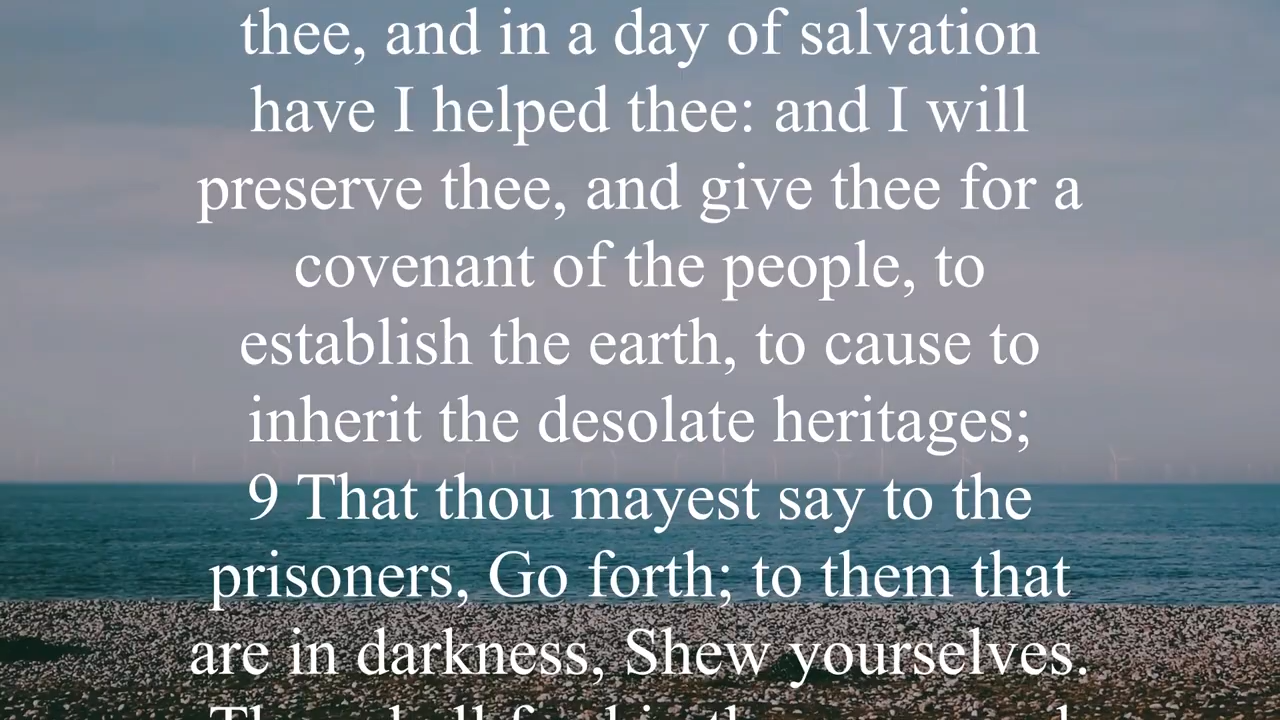 thee, and in a day of salvation
have I helped thee: and I will
preserve thee, and give thee for a
covenant of the people, to
establish the earth, to cause to
inherit the desolate heritages;
9 That thou mayest say to the
prisoners, Go forth; to them that
are in darkness, Shew yourselves.